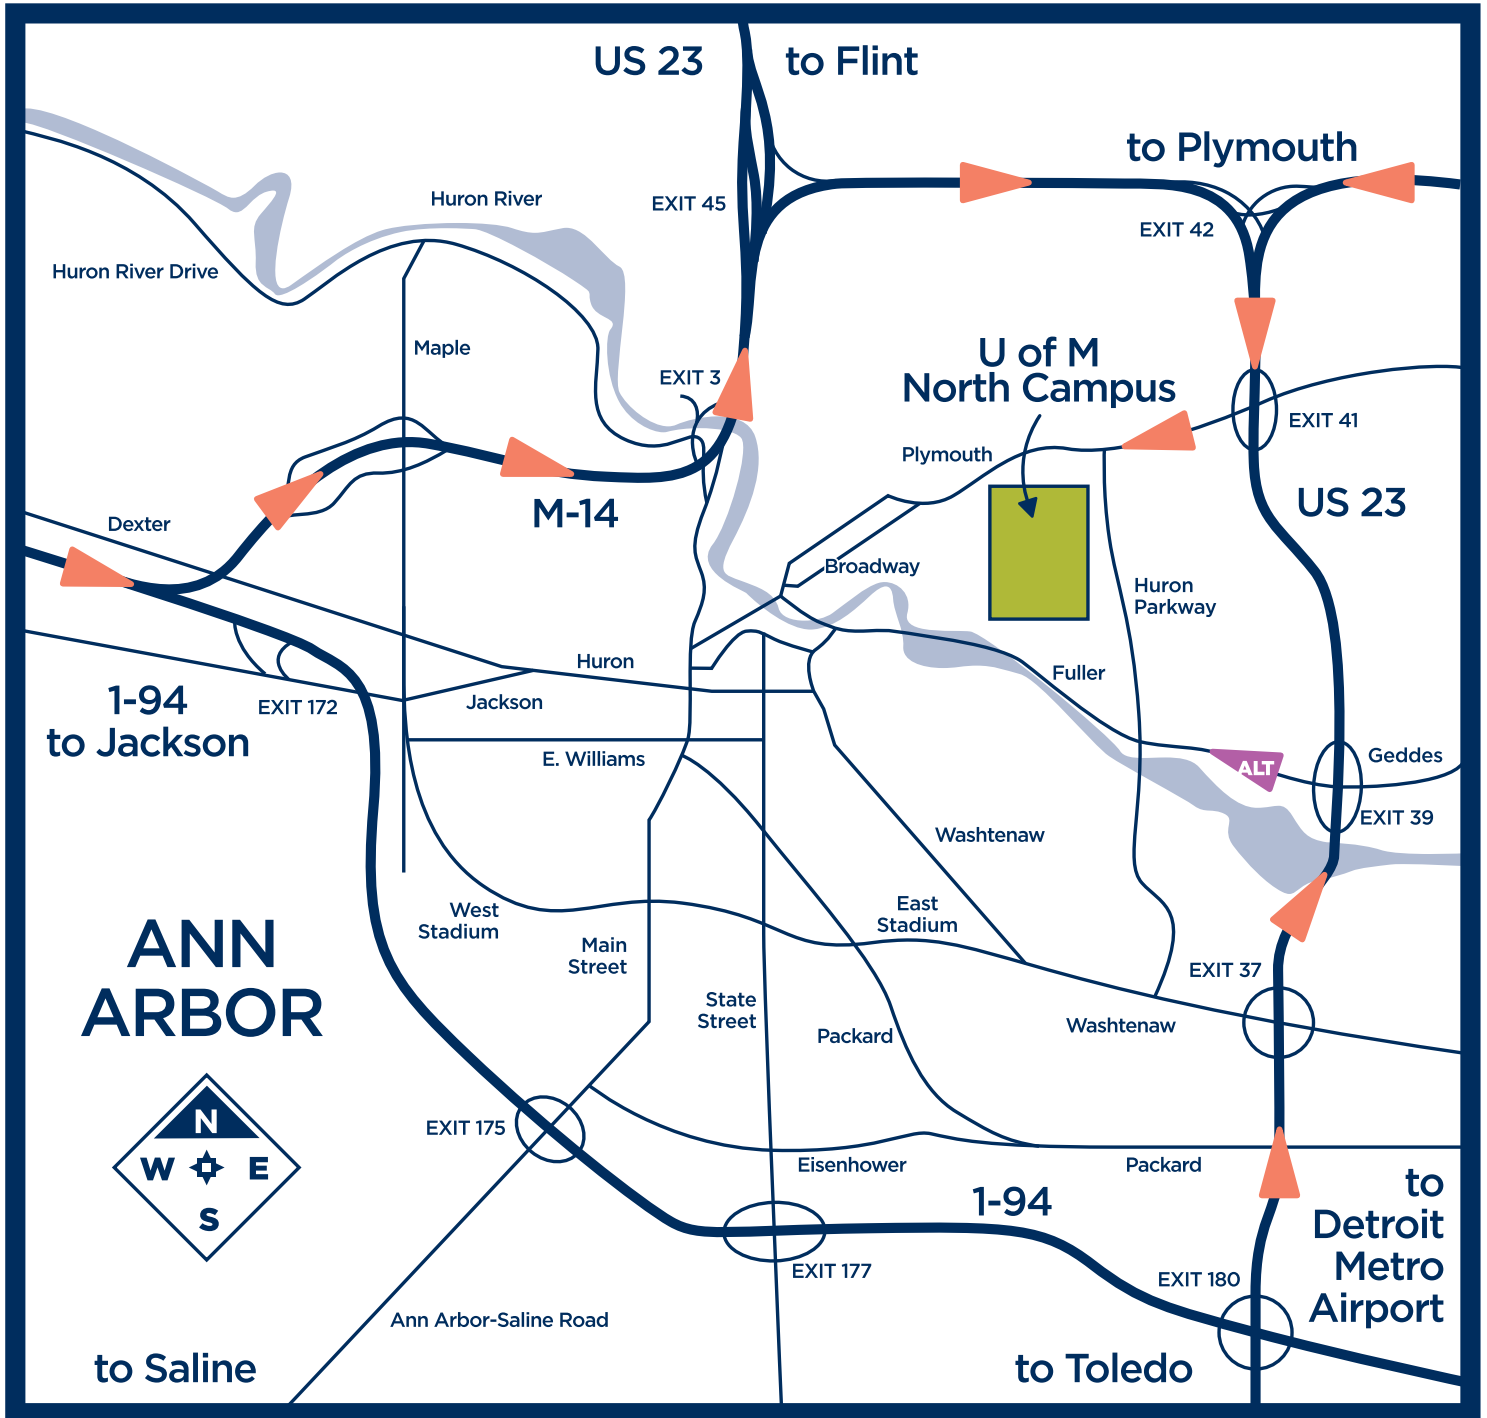 US 23
to Flint
to Plymouth
Huron River
EXIT 45
EXIT 42
Huron River Drive
Maple
U of M
North Campus
EXIT 3
EXIT 41
Plymouth
US 23
M-14
Dexter
Broadway
Huron
Parkway
Huron
Fuller
1-94
to Jackson
EXIT 172
Jackson
E. Williams
ALT
Geddes
EXIT 39
Washtenaw
West
Stadium
East
Stadium
Main
Street
ANN
ARBOR
EXIT 37
State
Street
Packard
Washtenaw
N
W
E
S
EXIT 175
Eisenhower
Packard
1-94
to
Detroit
Metro
Airport
EXIT 177
EXIT 180
Ann Arbor-Saline Road
to Saline
to Toledo